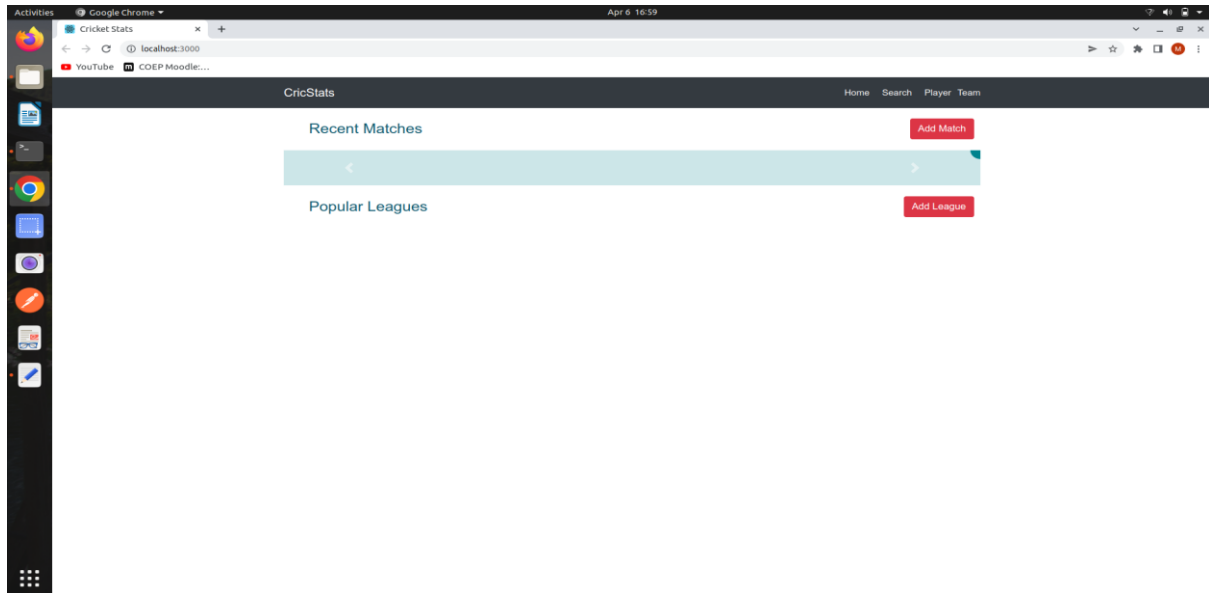 Activities Google Chrome Apr 6 16:59
Cricket Stats
localhost:3000
M
YouTube m COEP Moodle:...
CricStats Home Search Player Team
Recent Matches Add Match
Popular Leagues Add League